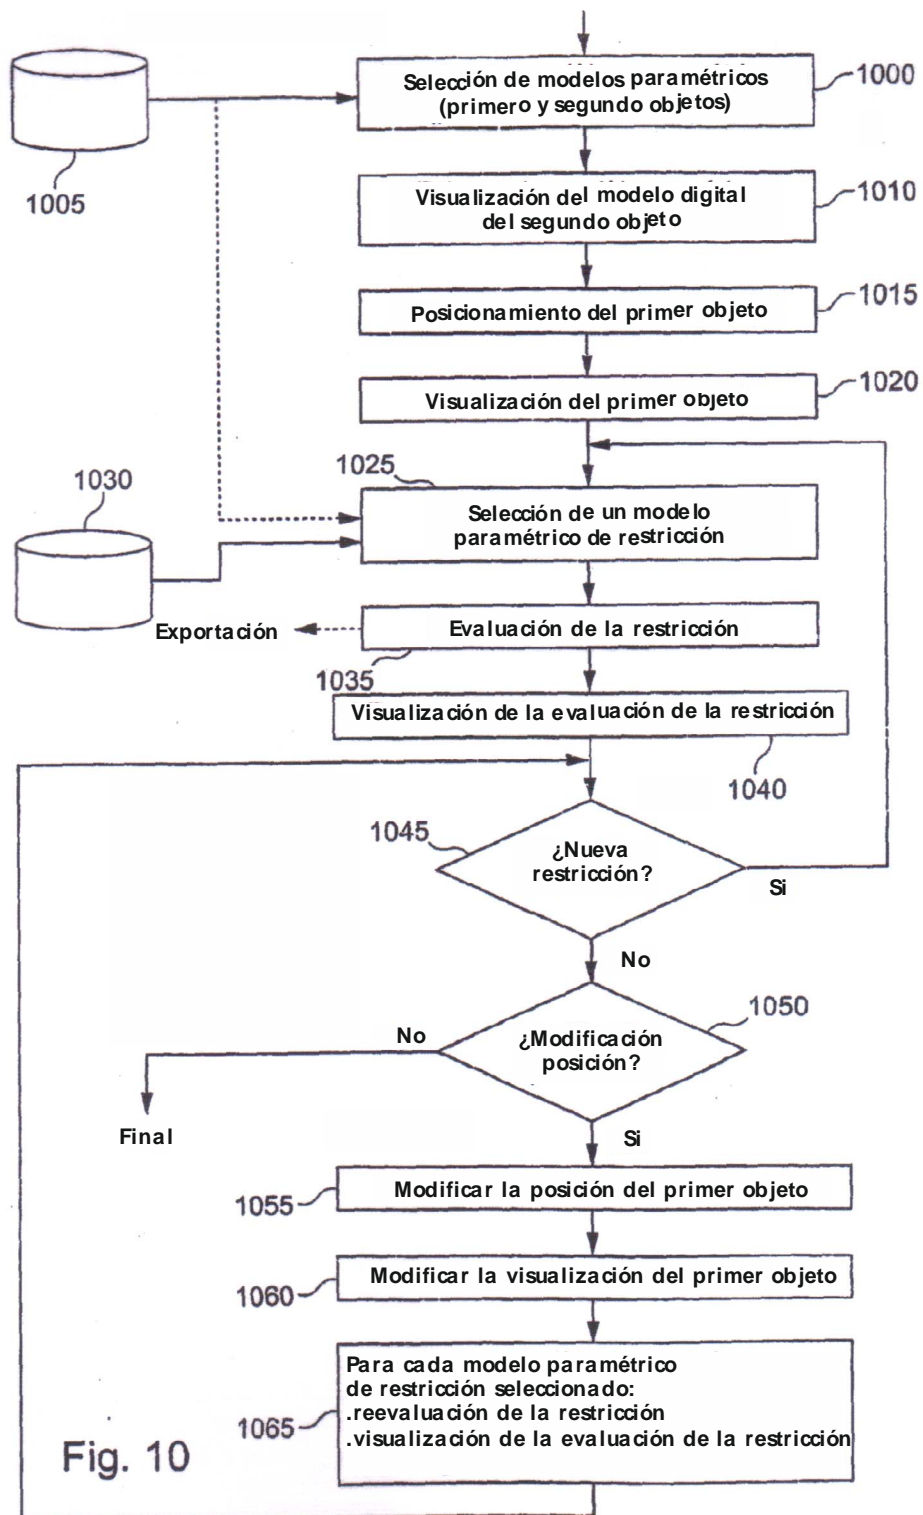 Selección de modelos paramétricos
(primero y segundo objetos)
1000
1005
Visualización del modelo digital
del segundo objeto
1010
Posicionamiento del primer objeto
1015
Visualización del primer objeto
1020
1025
Selección de un modelo
paramétrico de restricción
1030
Exportación
Evaluación de la restricción
1035
Visualización de la evaluación de la restricción
1040
1045
¿Nueva
restricción?
Si
No
1050
¿Modificación
posición?
No
Final
Si
1055
Modificar la posición del primer objeto
1060
Modificar la visualización del primer objeto
1065
Para cada modelo paramétrico
de restricción seleccionado:
.reevaluación de la restricción
.visualización de la evaluación de la restricción
Fig. 10